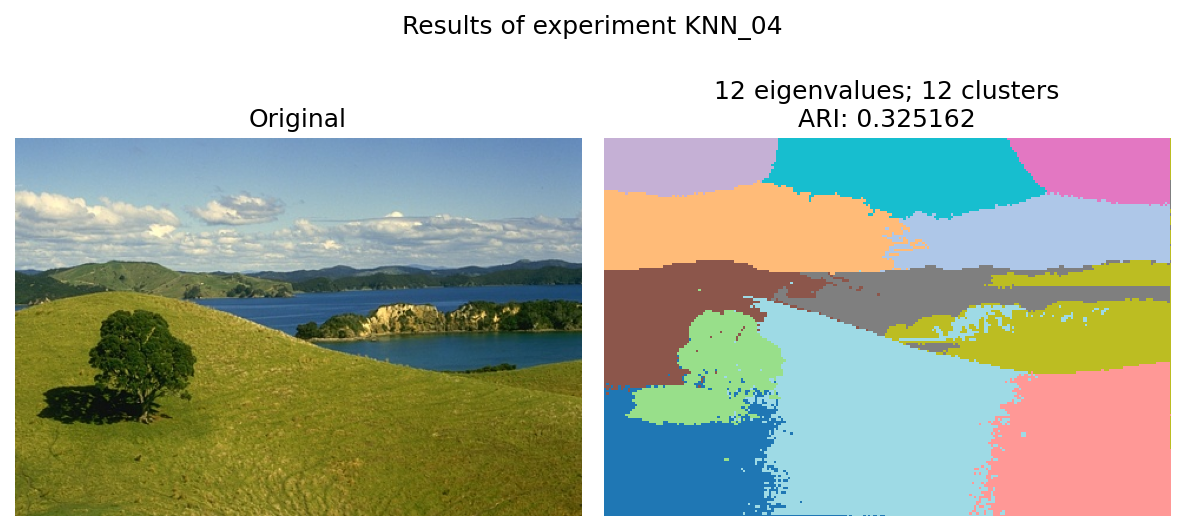 Results of experiment KNN_04
Original
12 eigenvalues; 12 clusters
ARI: 0.325162